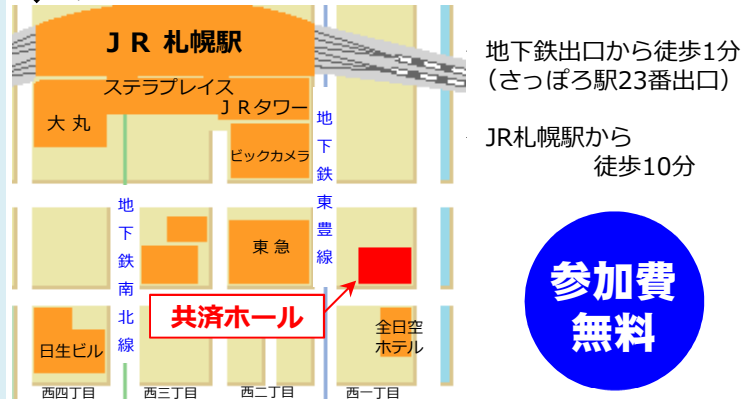 JR 札幌駅
ステラプレイス
大 丸
JRタワー
ビックカメラ
地下鉄東豊線
地下鉄南北線
東 急
共済ホール
日生ビル
全日空
ホテル
西四丁目
西三丁目
西二丁目
西一丁目
地下鉄出口から徒歩1分
（さっぽろ駅23番出口）
JR札幌駅から
徒歩10分
参加費
無料